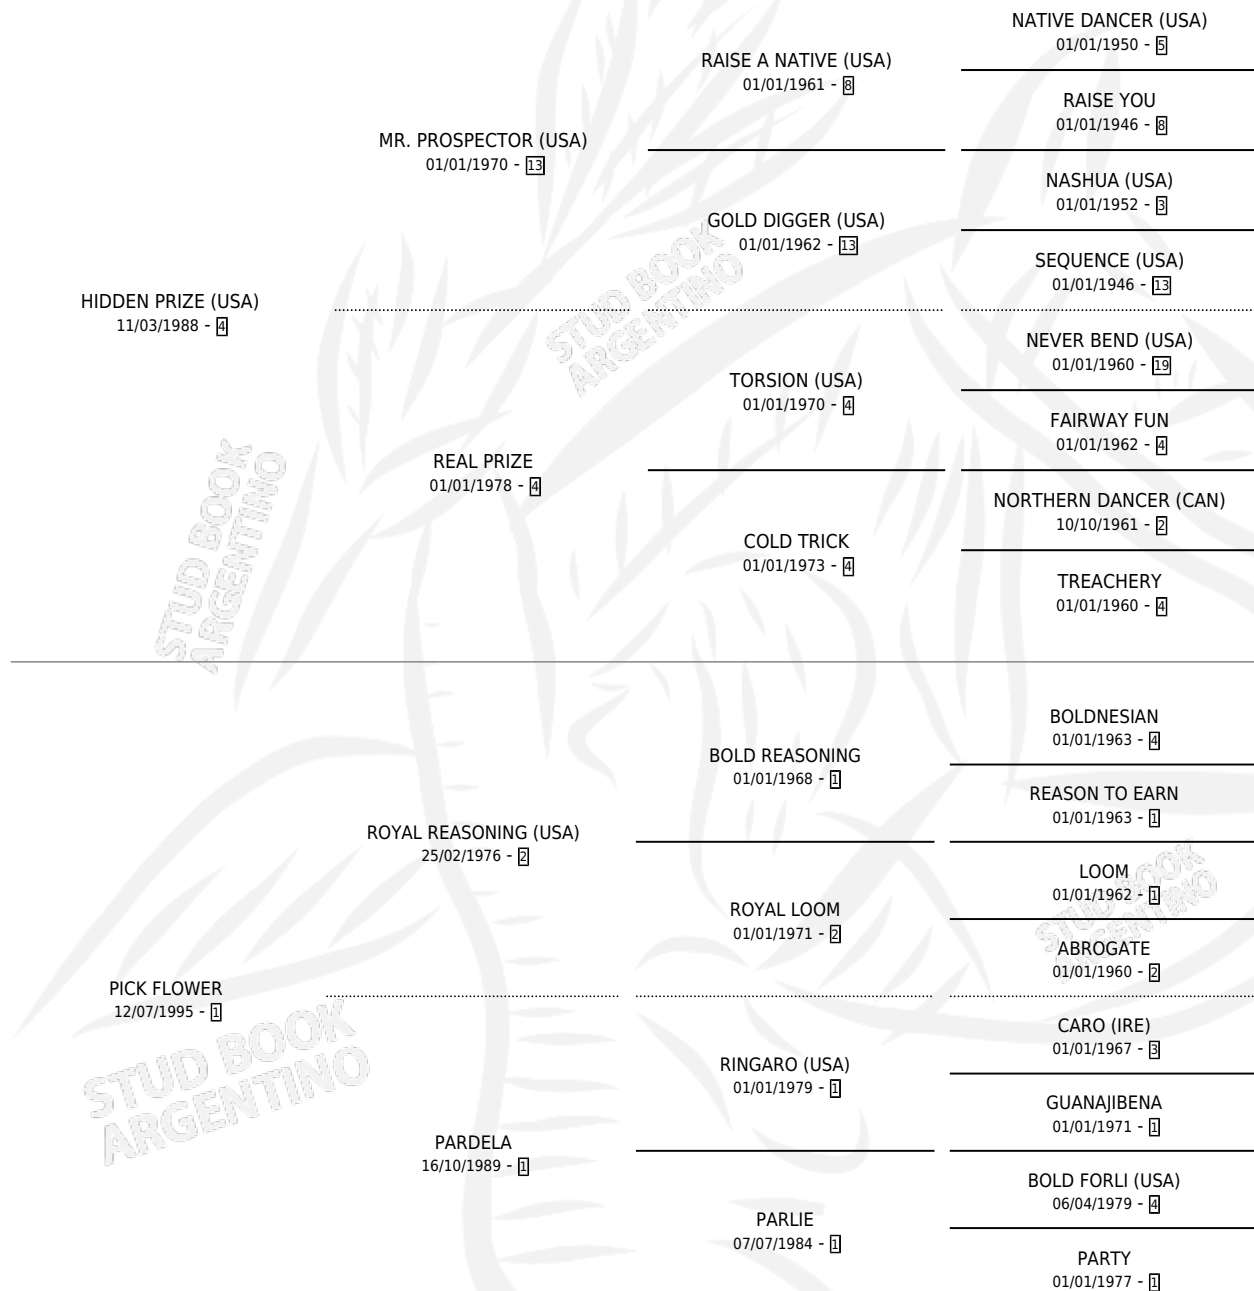 NATIVE DANCER (USA)
01/01/1950 - 5
RAISE A NATIVE (USA)
01/01/1961 - 8
RAISE YOU
01/01/1946 - 8
MR. PROSPECTOR (USA)
01/01/1970 - 13
NASHUA (USA)
01/01/1952 - 3
GOLD DIGGER (USA)
01/01/1962 - 13
SEQUENCE (USA)
01/01/1946 - 13
HIDDEN PRIZE (USA)
11/03/1988 - 4
STUD BOOK
ARGENTINO
NEVER BEND (USA)
01/01/1960 - 19
TORSION (USA)
01/01/1970 - 4
FAIRWAY FUN
01/01/1962 - 4
REAL PRIZE
01/01/1978 - 4
NORTHERN DANCER (CAN)
10/10/1961 - 2
COLD TRICK
01/01/1973 - 4
TREACHERY
01/01/1960 - 4
STUD BOOK
ARGENTINO
BOLDNESIAN
01/01/1963 - 4
BOLD REASONING
01/01/1968 - 1
REASON TO EARN
01/01/1963 - 1
ROYAL REASONING (USA)
25/02/1976 - 2
LOOM
01/01/1962 - 1
ROYAL LOOM
01/01/1971 - 2
ABROGATE
01/01/1960 - 2
STUD BOOK
ARGENTINO
PICK FLOWER
12/07/1995 - 1
CARO (IRE)
01/01/1967 - 3
RINGARO (USA)
01/01/1979 - 1
GUANAJIBENA
01/01/1971 - 1
STUD BOOK
ARGENTINO
PARDELA
16/10/1989 - 1
BOLD FORLI (USA)
06/04/1979 - 4
PARLIE
07/07/1984 - 1
PARTY
01/01/1977 - 1